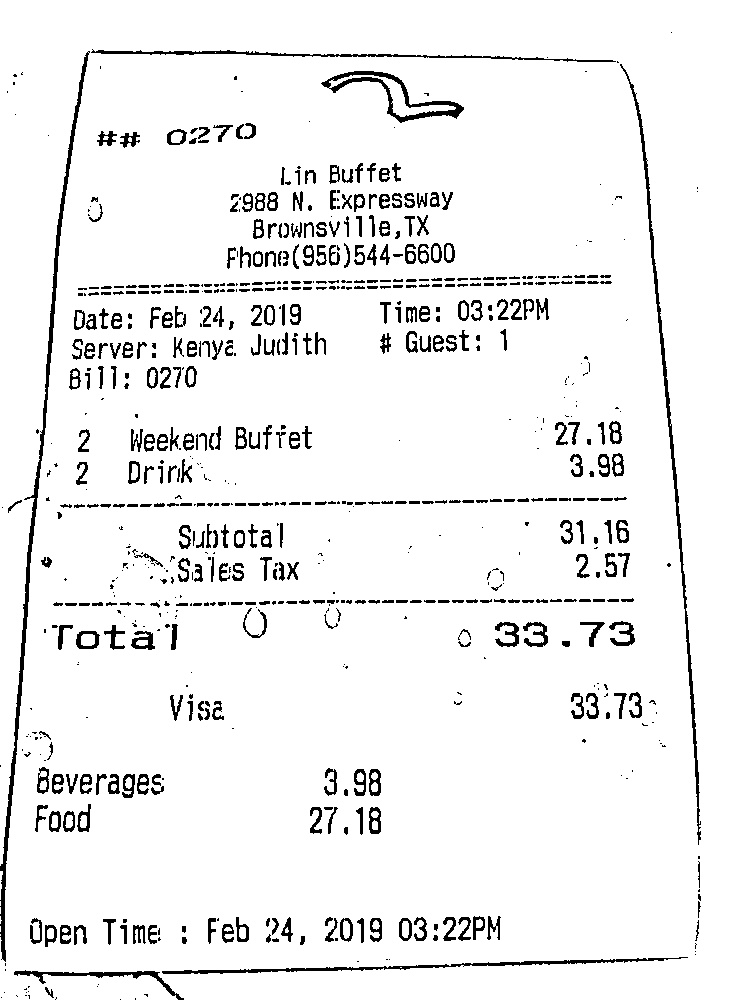 ## 0270
Lin Buffet
2988 N. Expressway
Brownsville,TX
Phone(956)544-6600
==================================================
Date: Feb 24, 2019 Time: 03:22PM
Server: Kenya Judith # Guest: 1
Bill: 0270
2 Weekend Buffet 27.18
2 Drink 3.98
--------------------------------------------------
Subtotal 31.16
Sales Tax 2.57
--------------------------------------------------
Total 33.73
Visa 33.73
Beverages 3.98
Food 27.18
Open Time : Feb 24, 2019 03:22PM